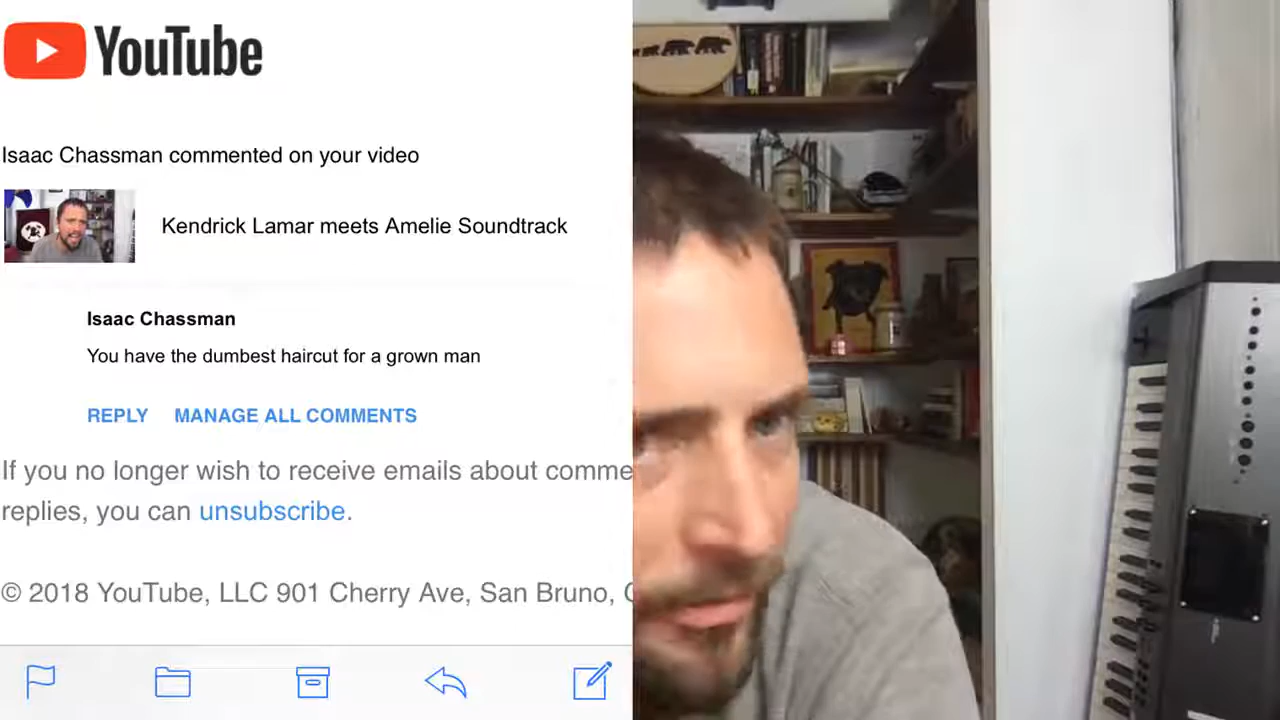 YouTube
Isaac Chassman commented on your video
Kendrick Lamar meets Amelie Soundtrack
Isaac Chassman
You have the dumbest haircut for a grown man
REPLY MANAGE ALL COMMENTS
If you no longer wish to receive emails about comme
replies, you can unsubscribe.
© 2018 YouTube, LLC 901 Cherry Ave, San Bruno,